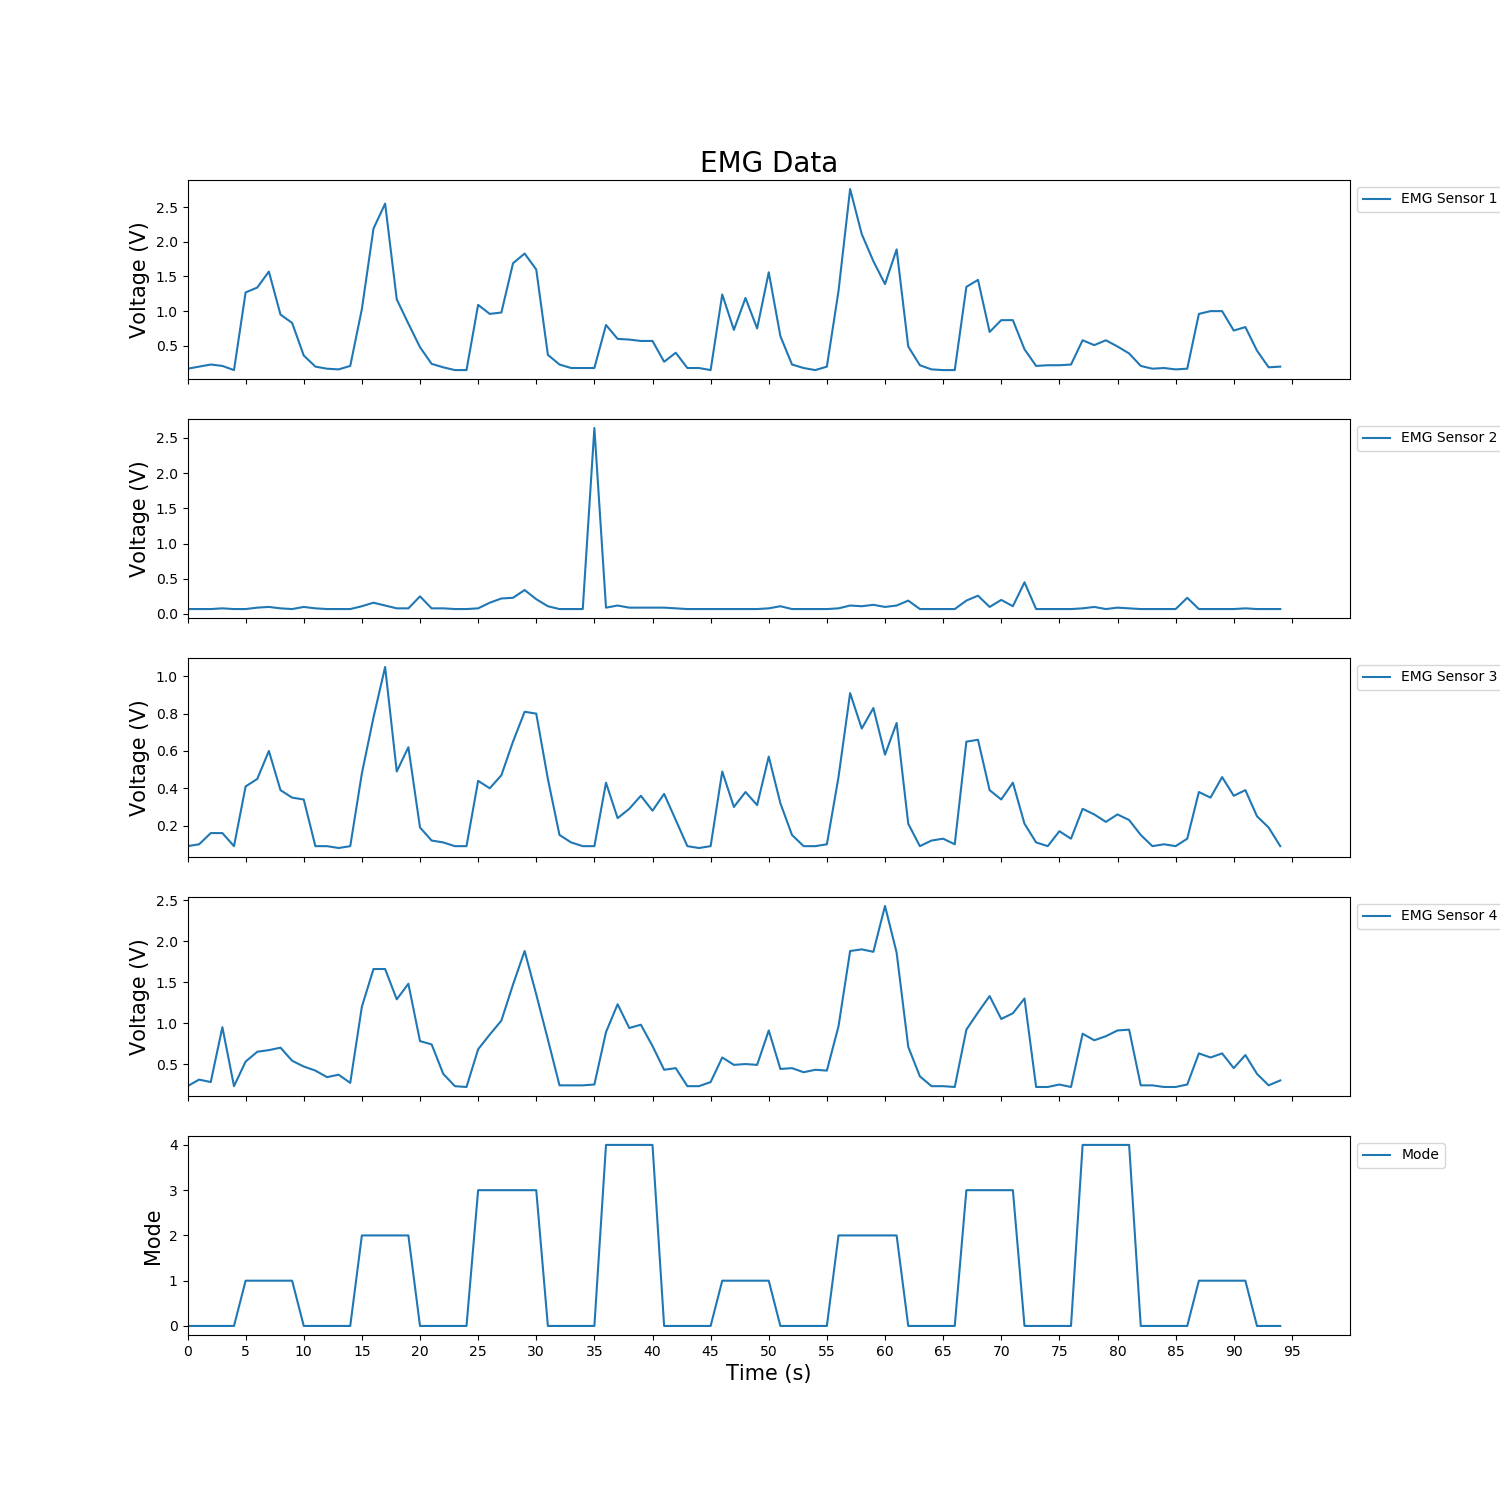 EMG Data
2.5
2.0
1.5
1.0
0.5
Voltage (V)
EMG Sensor 1
2.5
2.0
1.5
1.0
0.5
0.0
Voltage (V)
EMG Sensor 2
1.0
0.8
0.6
0.4
0.2
Voltage (V)
EMG Sensor 3
2.5
2.0
1.5
1.0
0.5
Voltage (V)
EMG Sensor 4
4
3
2
1
0
Mode
Mode
0 5 10 15 20 25 30 35 40 45 50 55 60 65 70 75 80 85 90 95
Time (s)